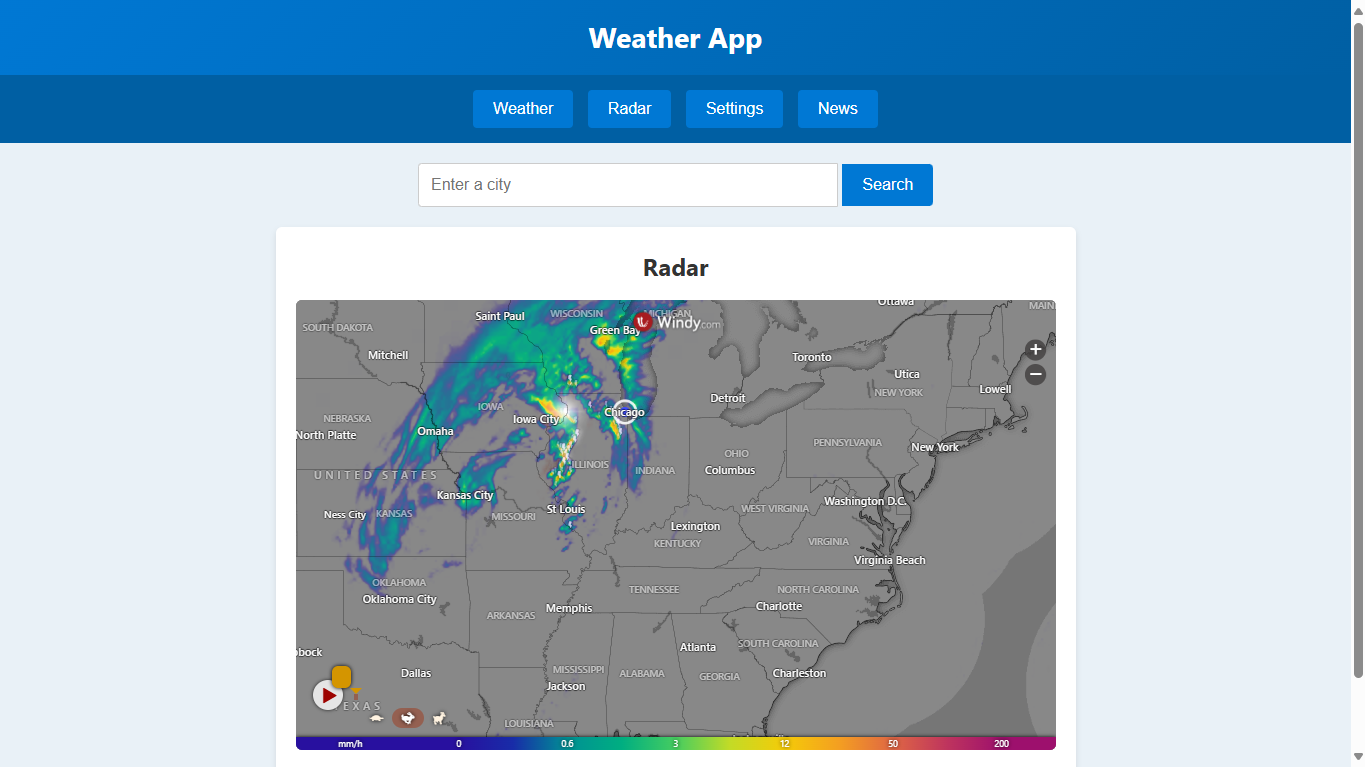 Weather App
Weather Radar Settings News
Enter a city Search
Radar
Ottawa
MAIN
Saint Paul WISCONSIN MICHIGAN
Windy.com
SOUTH DAKOTA Green Bay
Mitchell Toronto
Utica
NEW YORK Lowell
Detroit
IOWA Chicago
NEBRASKA Iowa City
North Platte Omaha PENNSYLVANIA New York
OHIO
ILLINOIS INDIANA Columbus
UNITED STATES
Kansas City Washington D.C.
Ness City KANSAS MISSOURI St Louis WEST VIRGINIA
Lexington
KENTUCKY VIRGINIA
Virginia Beach
OKLAHOMA TENNESSEE NORTH CAROLINA
Oklahoma City Memphis Charlotte
ARKANSAS
Atlanta SOUTH CAROLINA
bbock
Dallas MISSISSIPPI ALABAMA GEORGIA Charleston
Jackson
EXAS
LOUISIANA
mm/h 0 0.6 3 12 50 200